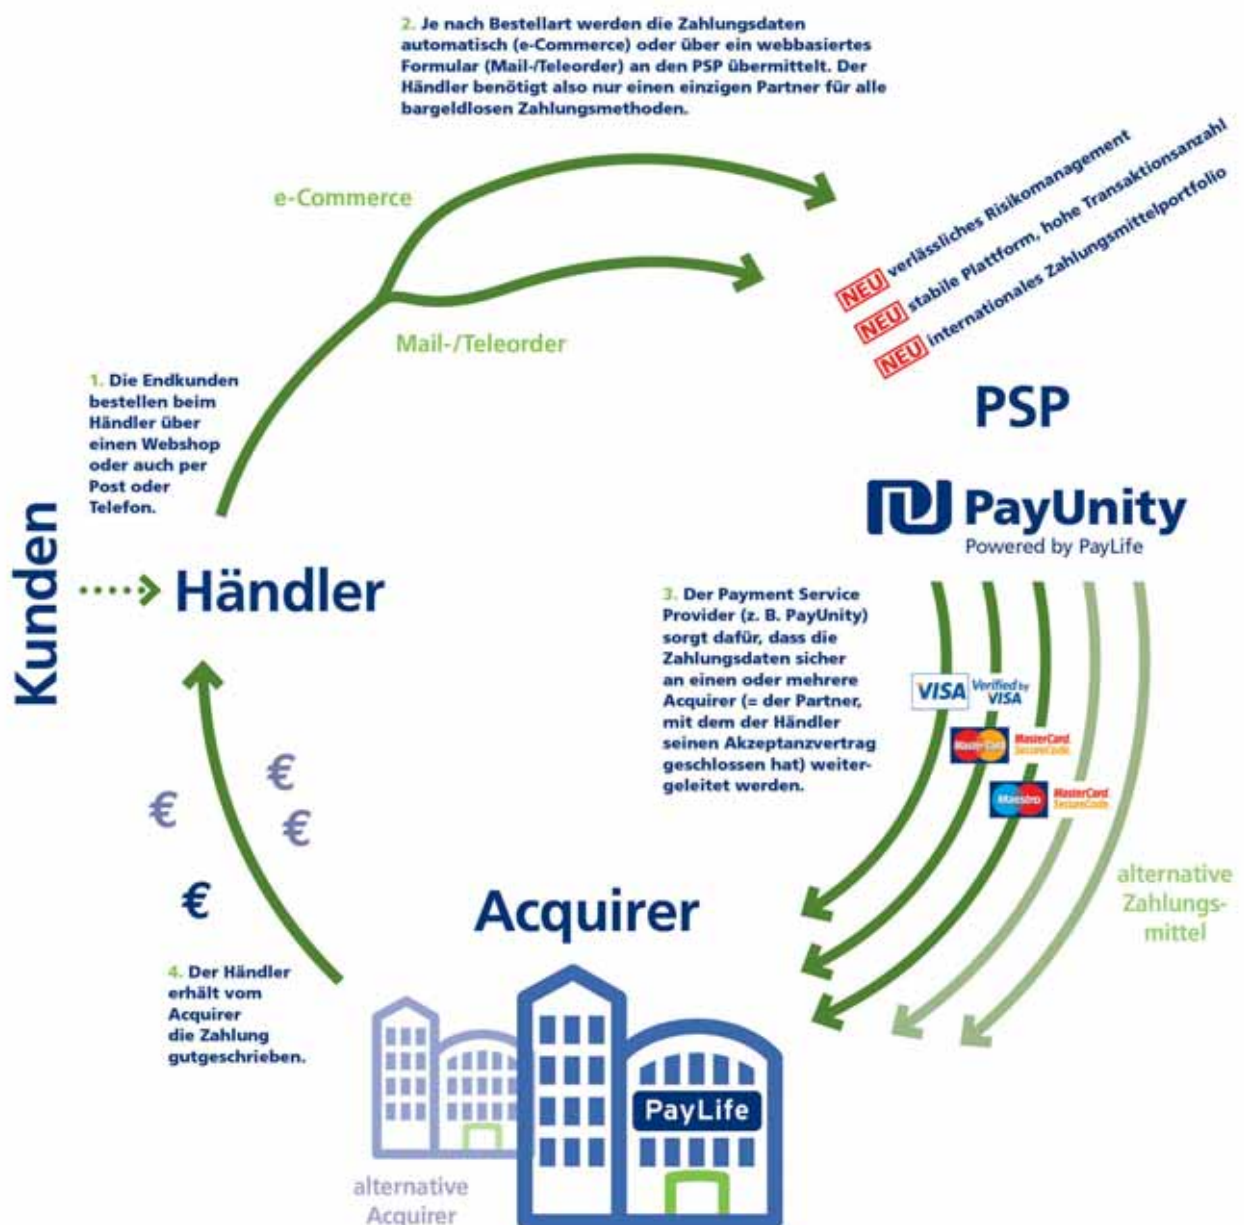 2. Je nach Bestellart werden die Zahlungsdaten
automatisch (e-Commerce) oder über ein webbasiertes
Formular (Mail-/Teleorder) an den PSP übermittelt. Der
Händler benötigt also nur einen einzigen Partner für alle
bargeldlosen Zahlungsmethoden.
e-Commerce
Mail-/Teleorder
NEU verlässliches Risikomanagement
NEU stabile Plattform, hohe Transaktionsanzahl
NEU internationales Zahlungsmittelportfolio
1. Die Endkunden
bestellen beim
Händler über
einen Webshop
oder auch per
Post oder
Telefon.
PSP
PayUnity
Powered by PayLife
Kunden
Händler
3. Der Payment Service
Provider (z. B. PayUnity)
sorgt dafür, dass die
Zahlungsdaten sicher
an einen oder mehrere
Acquirer (= der Partner,
mit dem der Händler
seinen Akzeptanzvertrag
geschlossen hat) weiter-
geleitet werden.
VISA
Verified by
VISA
MasterCard
MasterCard.
SecureCode.
Maestro
MasterCard.
SecureCode.
alternative
Zahlungs-
mittel
€
€
€
€
4. Der Händler
erhält vom
Acquirer
die Zahlung
gutgeschrieben.
Acquirer
PayLife
alternative
Acquirer